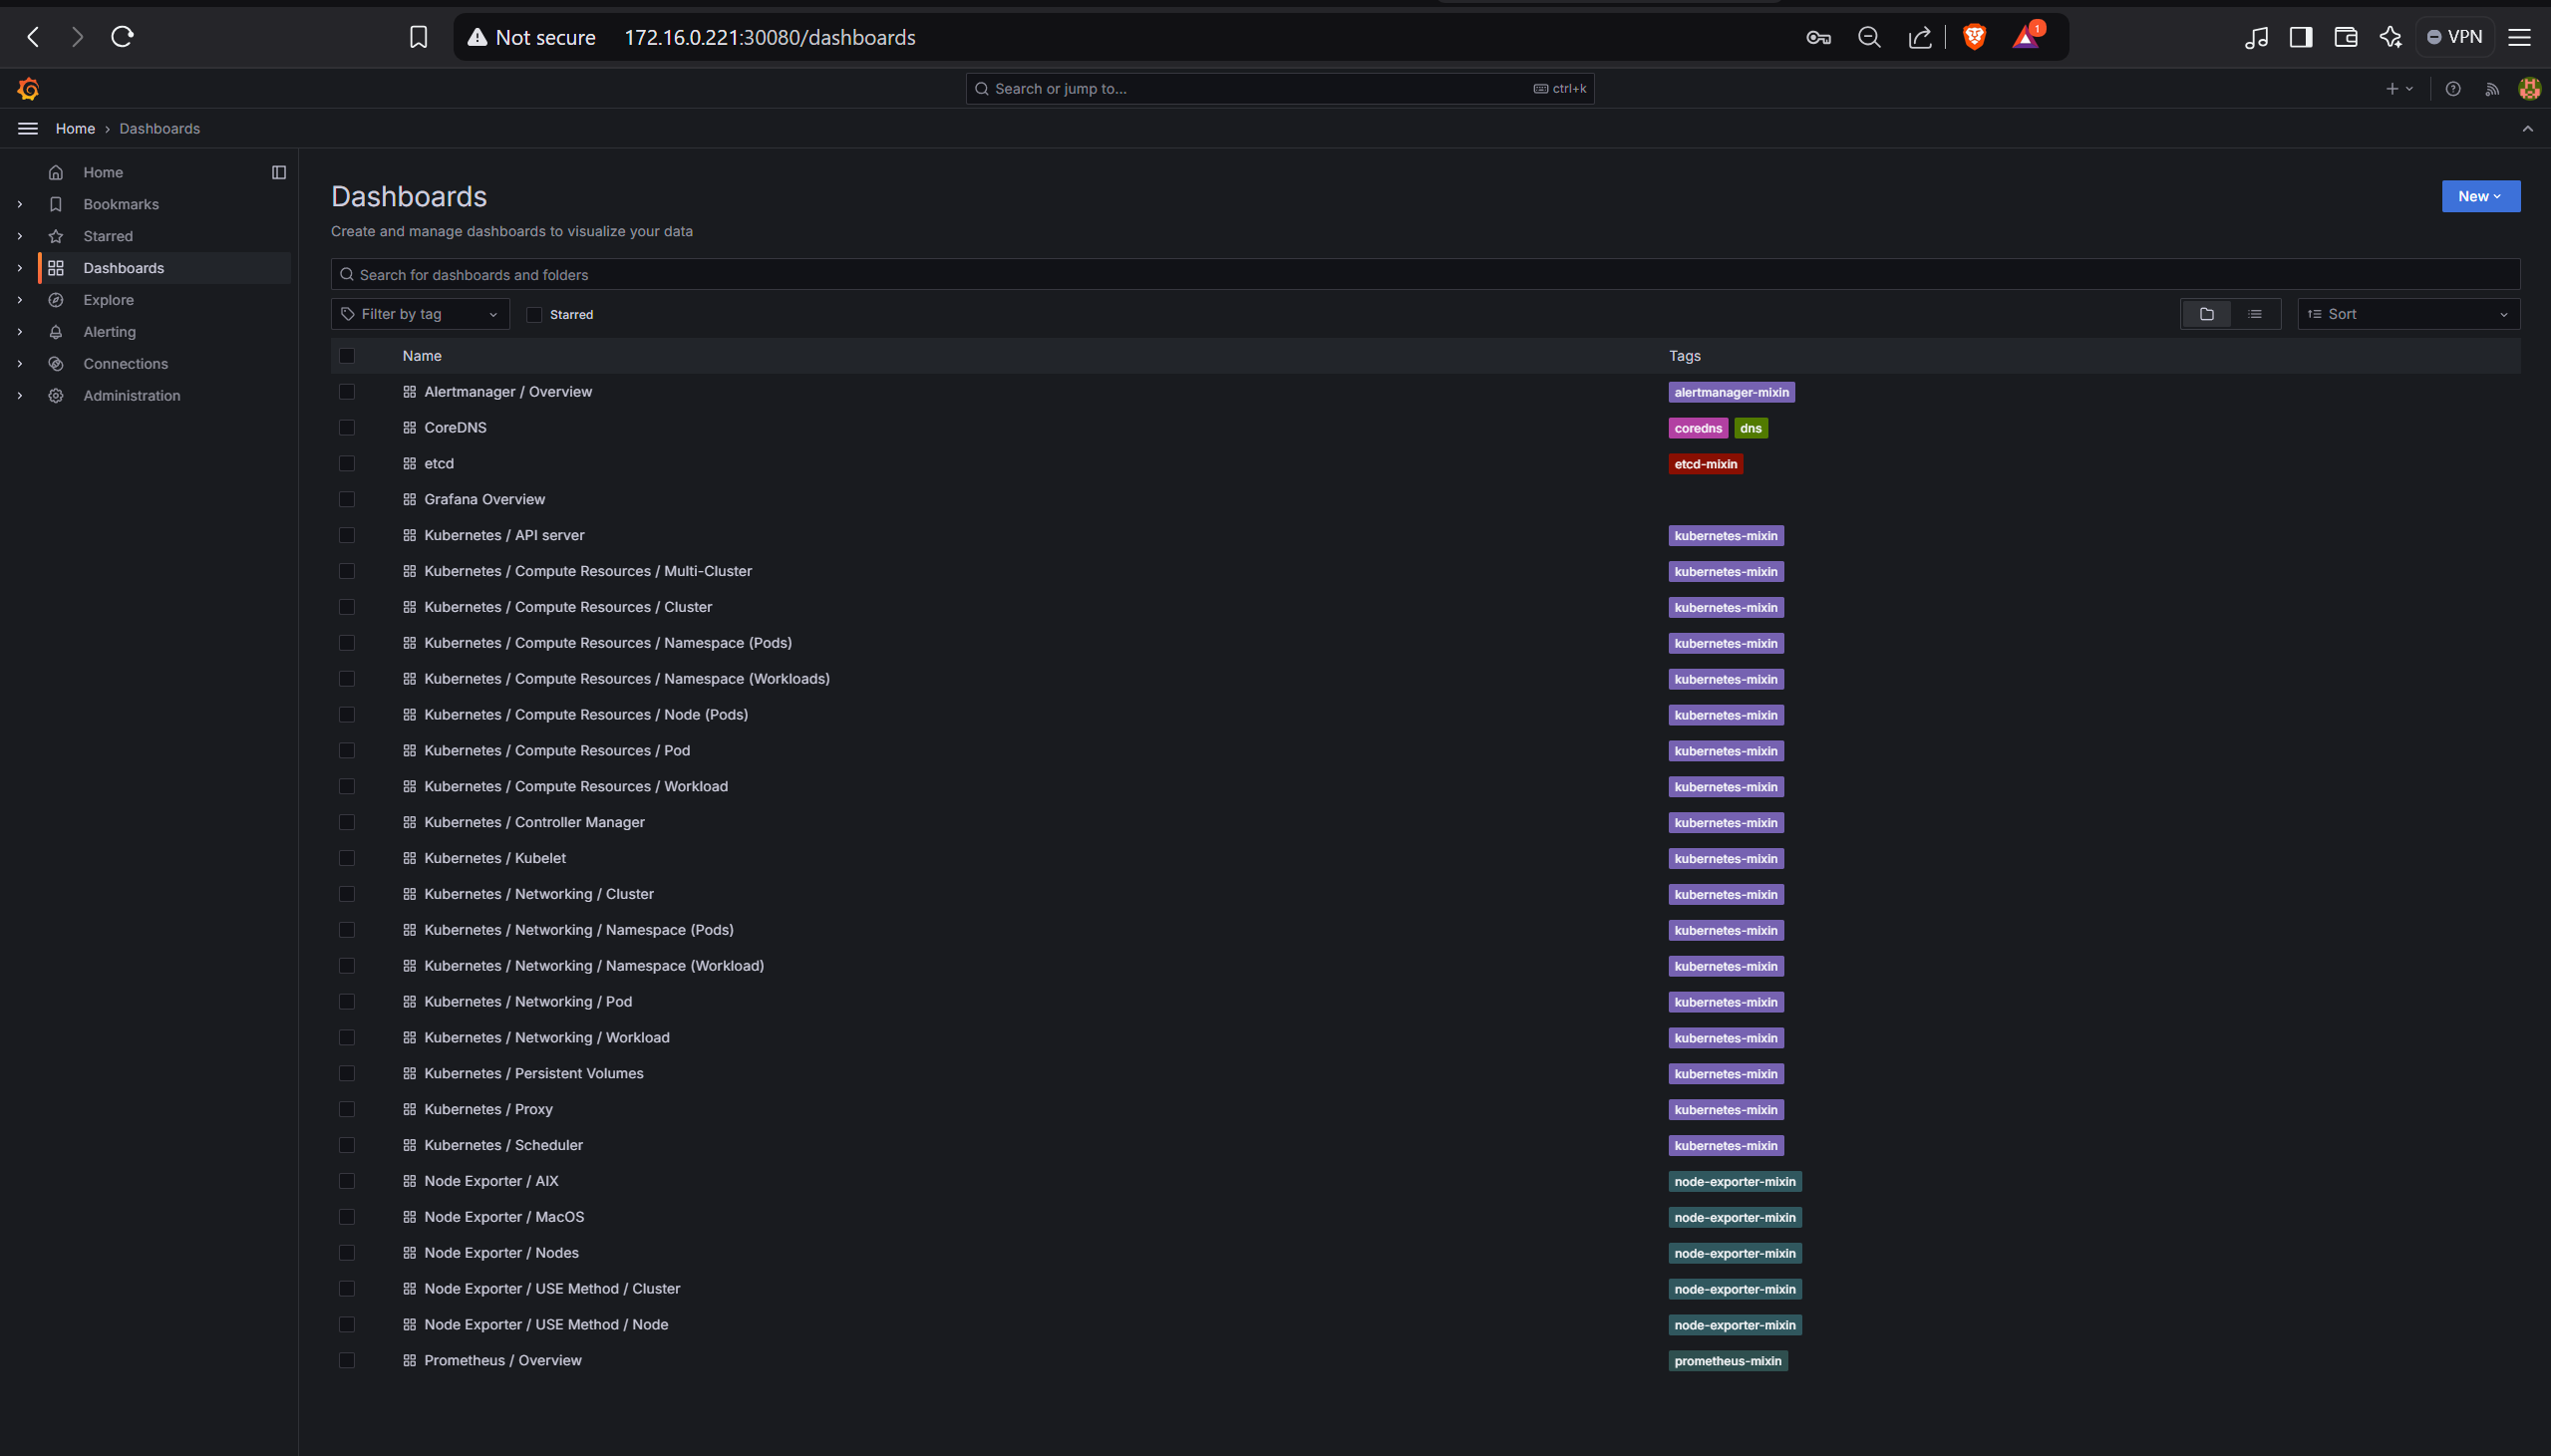 Not secure 172.16.0.221:30080/dashboards 1 VPN
Search or jump to... ctrl+k
Home › Dashboards
Home
Bookmarks
Starred
Dashboards
Explore
Alerting
Connections
Administration
Dashboards
New
Create and manage dashboards to visualize your data
Search for dashboards and folders
Filter by tag Starred Sort
Name Tags
Alertmanager / Overview alertmanager-mixin
CoreDNS coredns dns
etcd etcd-mixin
Grafana Overview
Kubernetes / API server kubernetes-mixin
Kubernetes / Compute Resources / Multi-Cluster kubernetes-mixin
Kubernetes / Compute Resources / Cluster kubernetes-mixin
Kubernetes / Compute Resources / Namespace (Pods) kubernetes-mixin
Kubernetes / Compute Resources / Namespace (Workloads) kubernetes-mixin
Kubernetes / Compute Resources / Node (Pods) kubernetes-mixin
Kubernetes / Compute Resources / Pod kubernetes-mixin
Kubernetes / Compute Resources / Workload kubernetes-mixin
Kubernetes / Controller Manager kubernetes-mixin
Kubernetes / Kubelet kubernetes-mixin
Kubernetes / Networking / Cluster kubernetes-mixin
Kubernetes / Networking / Namespace (Pods) kubernetes-mixin
Kubernetes / Networking / Namespace (Workload) kubernetes-mixin
Kubernetes / Networking / Pod kubernetes-mixin
Kubernetes / Networking / Workload kubernetes-mixin
Kubernetes / Persistent Volumes kubernetes-mixin
Kubernetes / Proxy kubernetes-mixin
Kubernetes / Scheduler kubernetes-mixin
Node Exporter / AIX node-exporter-mixin
Node Exporter / MacOS node-exporter-mixin
Node Exporter / Nodes node-exporter-mixin
Node Exporter / USE Method / Cluster node-exporter-mixin
Node Exporter / USE Method / Node node-exporter-mixin
Prometheus / Overview prometheus-mixin